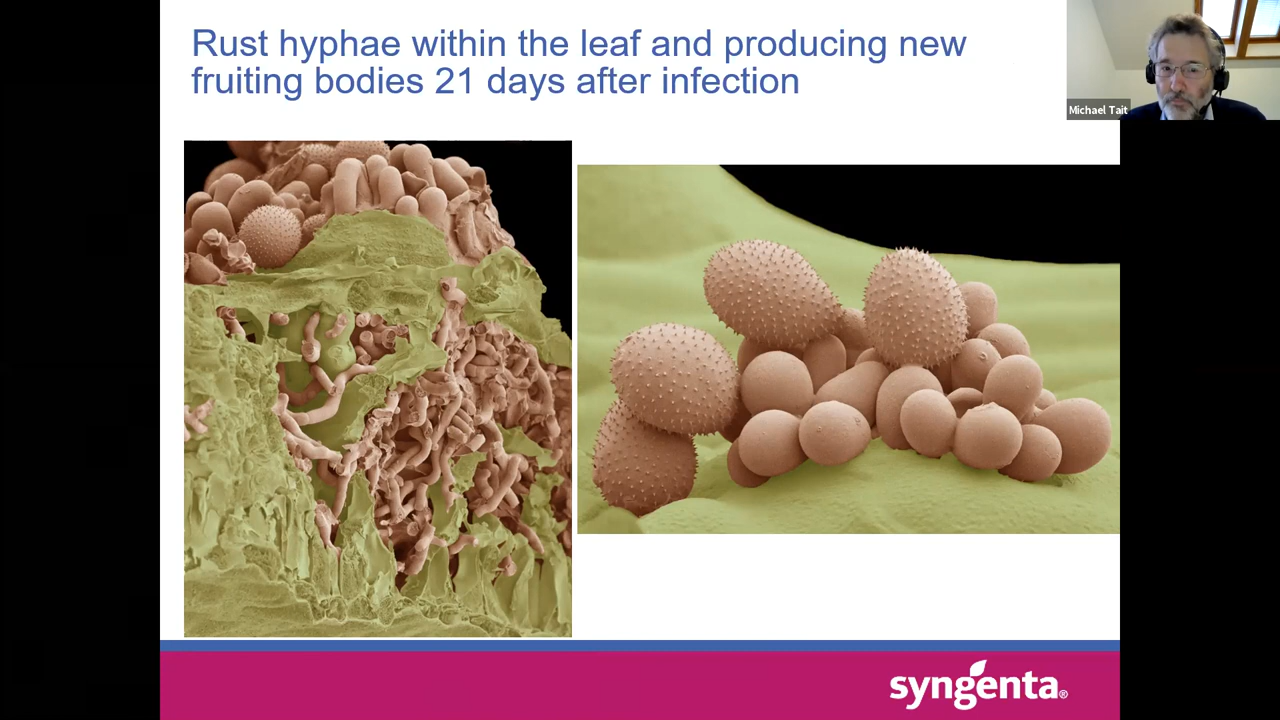 Rust hyphae within the leaf and producing new
fruiting bodies 21 days after infection
Michael Tait
syngenta®